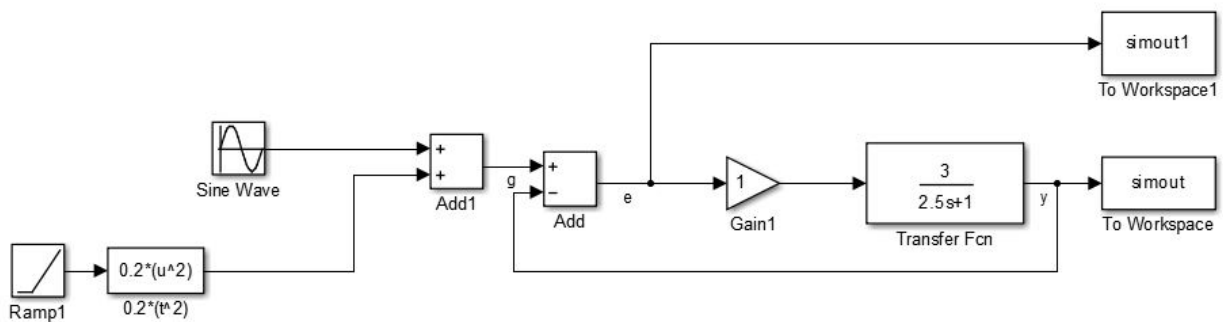 simout1
To Workspace1
Sine Wave
+
+
Add1
g
+
−
Add
e
1
Gain1
3
2.5s+1
Transfer Fcn
y
simout
To Workspace
Ramp1
0.2*(u^2)
0.2*(t^2)